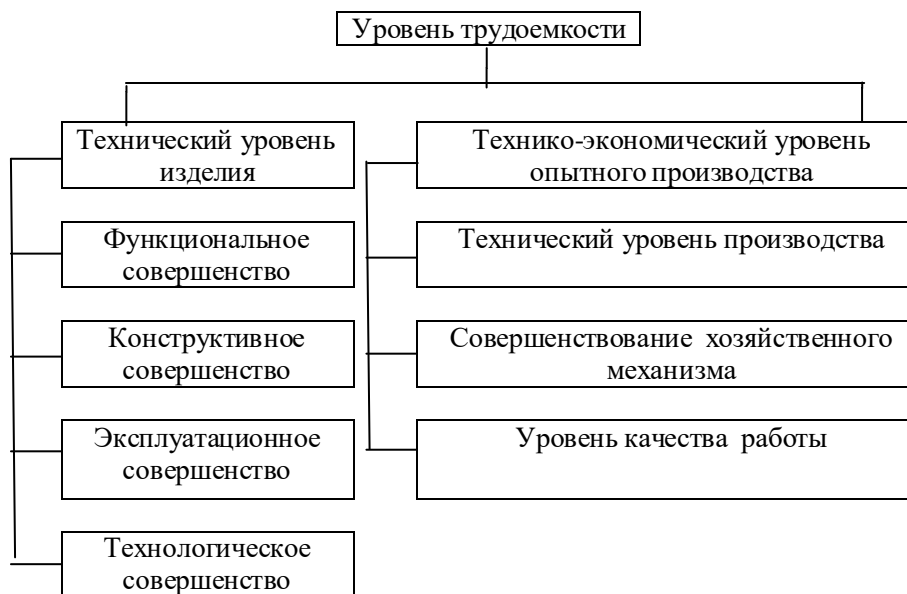 Уровень трудоемкости
Технический уровень
изделия
Функциональное
совершенство
Конструктивное
совершенство
Эксплуатационное
совершенство
Технологическое
совершенство
Технико-экономический уровень
опытного производства
Технический уровень производства
Совершенствование хозяйственного
механизма
Уровень качества работы